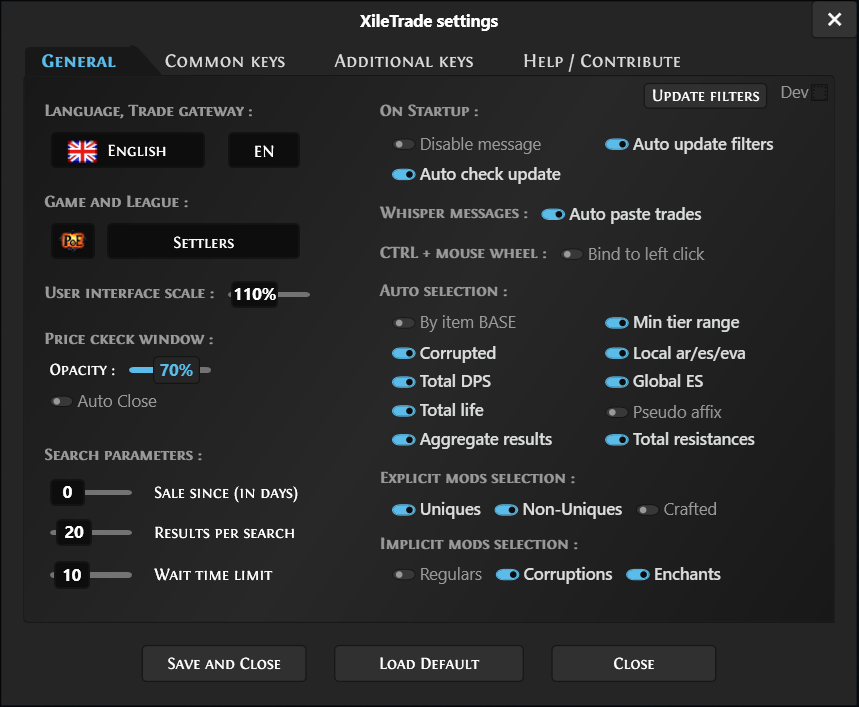 XileTrade settings
General
Common keys
Additional keys
Help / Contribute
Update filters
Dev
Language, Trade gateway :
English
EN
Game and League :
PoE
Settlers
User interface scale :
110%
Price ckeck window :
Opacity :
70%
Auto Close
Search parameters :
0
Sale since (in days)
20
Results per search
10
Wait time limit
On Startup :
Disable message
Auto update filters
Auto check update
Whisper messages :
Auto paste trades
CTRL + mouse wheel :
Bind to left click
Auto selection :
By item BASE
Min tier range
Corrupted
Local ar/es/eva
Total DPS
Global ES
Total life
Pseudo affix
Aggregate results
Total resistances
Explicit mods selection :
Uniques
Non-Uniques
Crafted
Implicit mods selection :
Regulars
Corruptions
Enchants
Save and Close
Load Default
Close